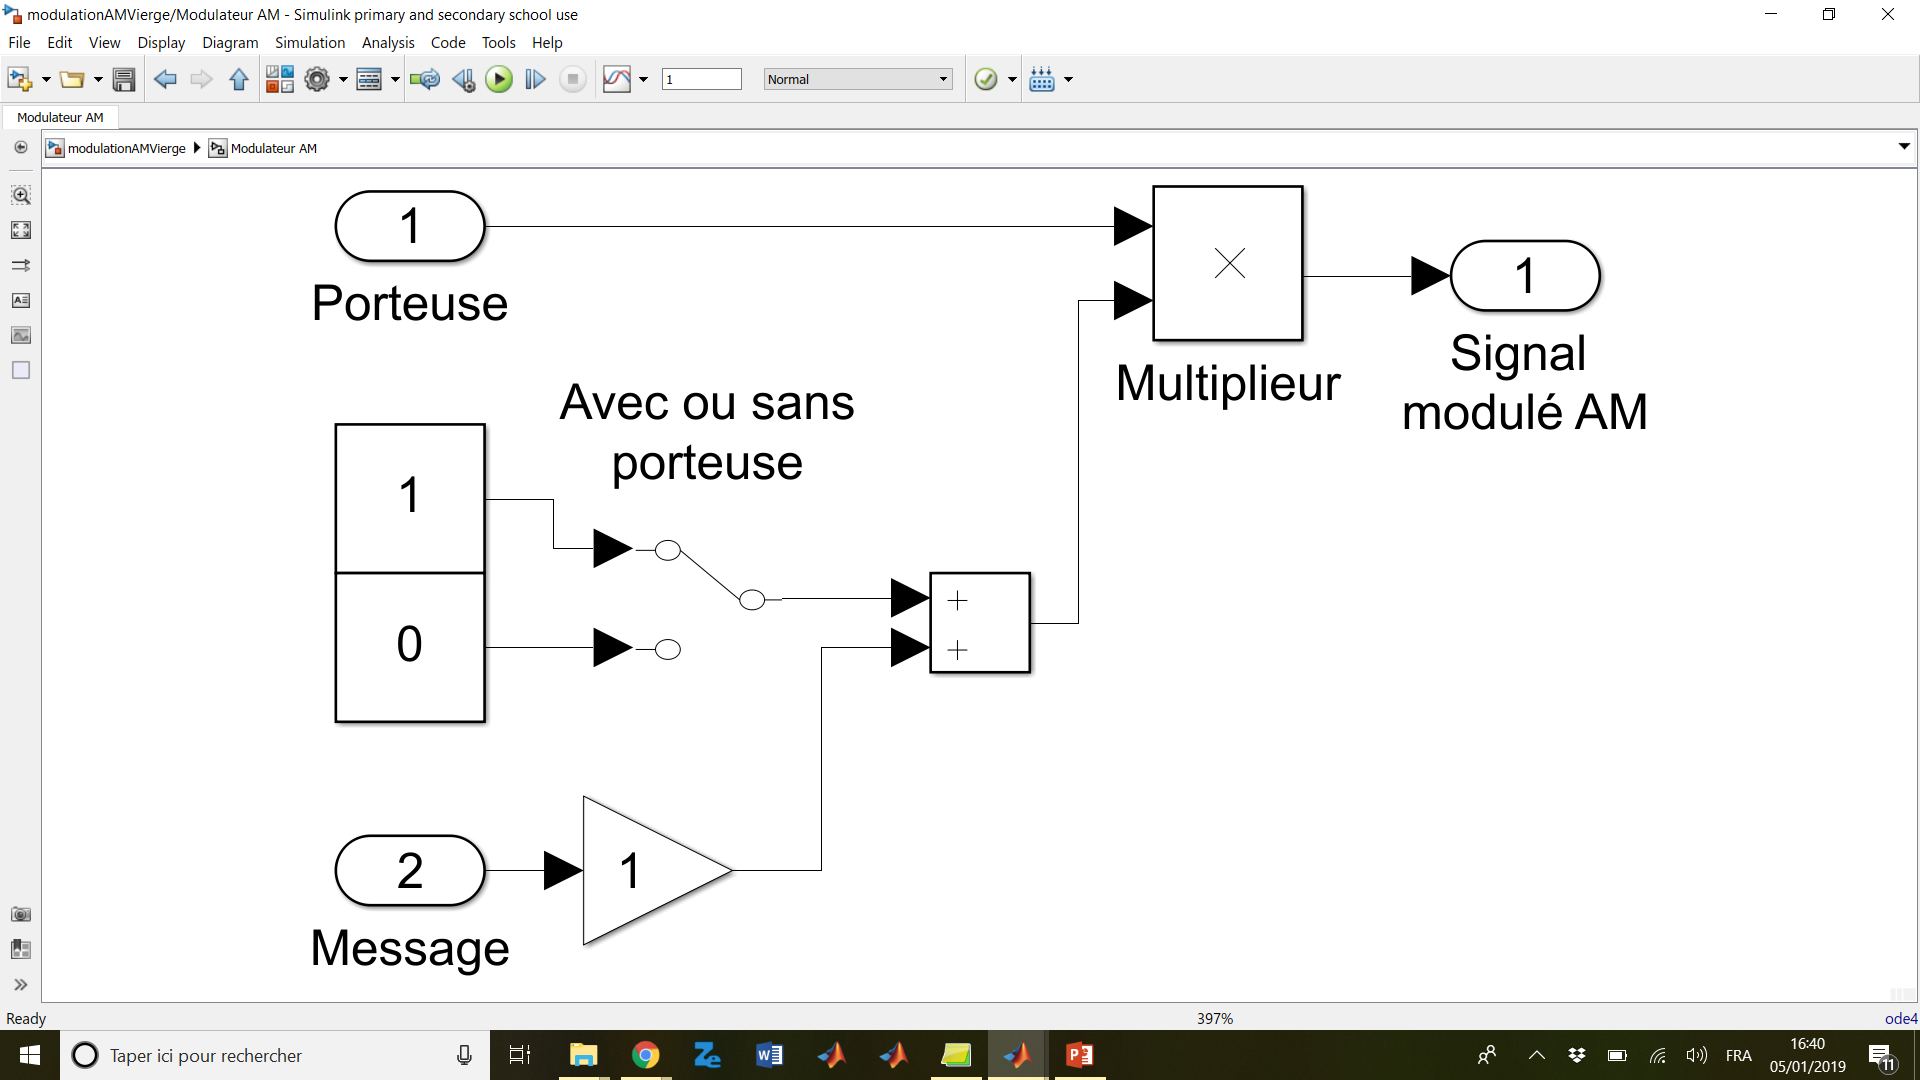 modulationAMVierge/Modulateur AM - Simulink primary and secondary school use
File Edit View Display Diagram Simulation Analysis Code Tools Help
1 Normal
Modulateur AM
modulationAMVierge Modulateur AM
1
Porteuse
Multiplieur
1
Signal
modulé AM
Avec ou sans
porteuse
1
0
+
+
2
Message
1
Ready 397% ode4
Taper ici pour rechercher
FRA
16:40
05/01/2019
11